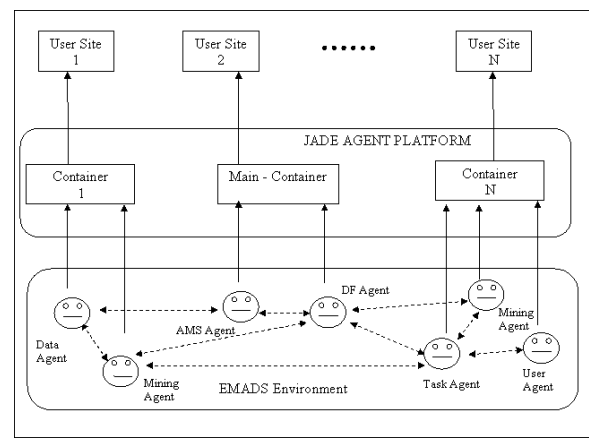 User Site
1
User Site
2
......
User Site
N
JADE AGENT PLATFORM
Container
1
Main - Container
Container
N
DF Agent
AMS Agent
Data
Agent
Mining
Agent
Mining
Agent
Task Agent
User
Agent
EMADS Environment